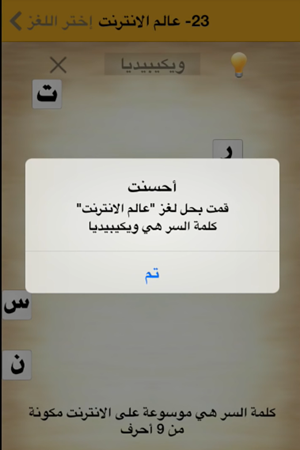 23- عالم الانترنت إختر اللغز
ويكيبيديا
ت
ر
أحسنت
قمت بحل لغز "عالم الانترنت"
كلمة السر هي ويكيبيديا
تم
س
ن
كلمة السر هي موسوعة على الانترنت مكونة
من 9 أحرف